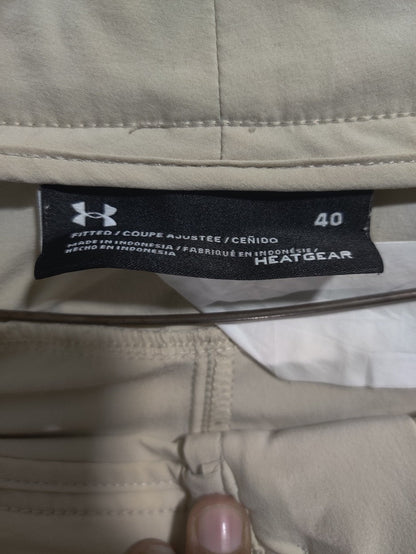 40
FITTED / COUPE AJUSTÉE / CEÑIDO
MADE IN INDONESIA / FABRIQUÉ EN INDONÉSIE /
HECHO EN INDONESIA
HEATGEAR